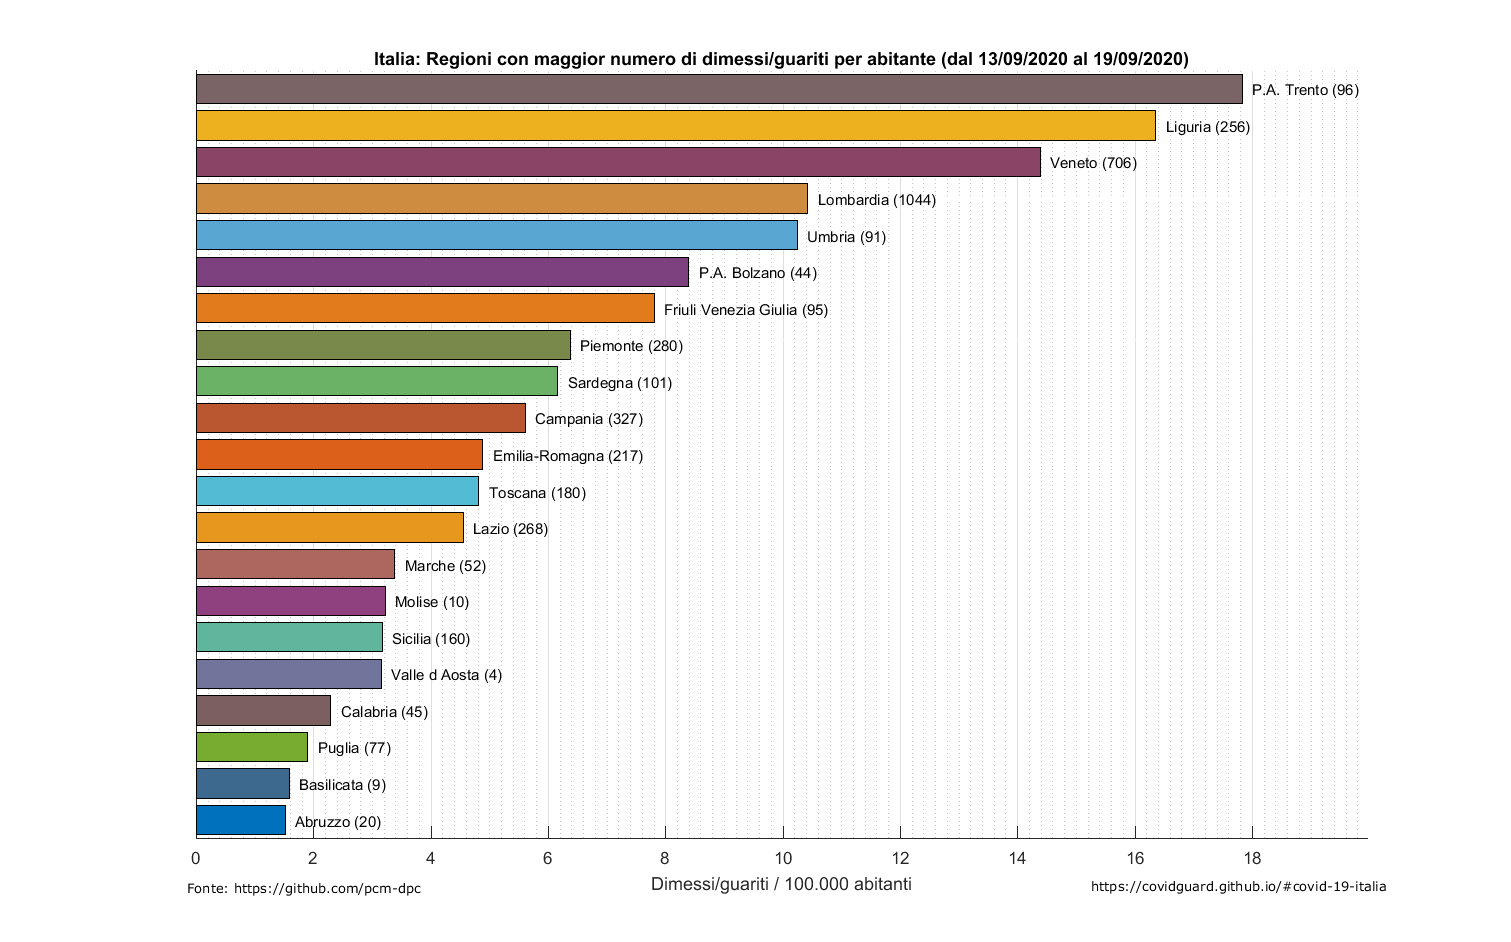 Italia: Regioni con maggior numero di dimessi/guariti per abitante (dal 13/09/2020 al 19/09/2020)
P.A. Trento (96)
Liguria (256)
Veneto (706)
Lombardia (1044)
Umbria (91)
P.A. Bolzano (44)
Friuli Venezia Giulia (95)
Piemonte (280)
Sardegna (101)
Campania (327)
Emilia-Romagna (217)
Toscana (180)
Lazio (268)
Marche (52)
Molise (10)
Sicilia (160)
Valle d Aosta (4)
Calabria (45)
Puglia (77)
Basilicata (9)
Abruzzo (20)
0 2 4 6 8 10 12 14 16 18
Dimessi/guariti / 100.000 abitanti
Fonte: https://github.com/pcm-dpc
https://covidguard.github.io/#covid-19-italia